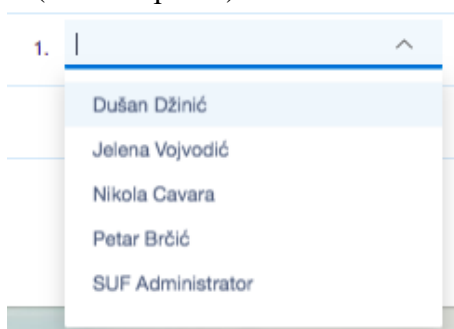 1.
Dušan Džinić
Jelena Vojvodić
Nikola Cavara
Petar Brčić
SUF Administrator